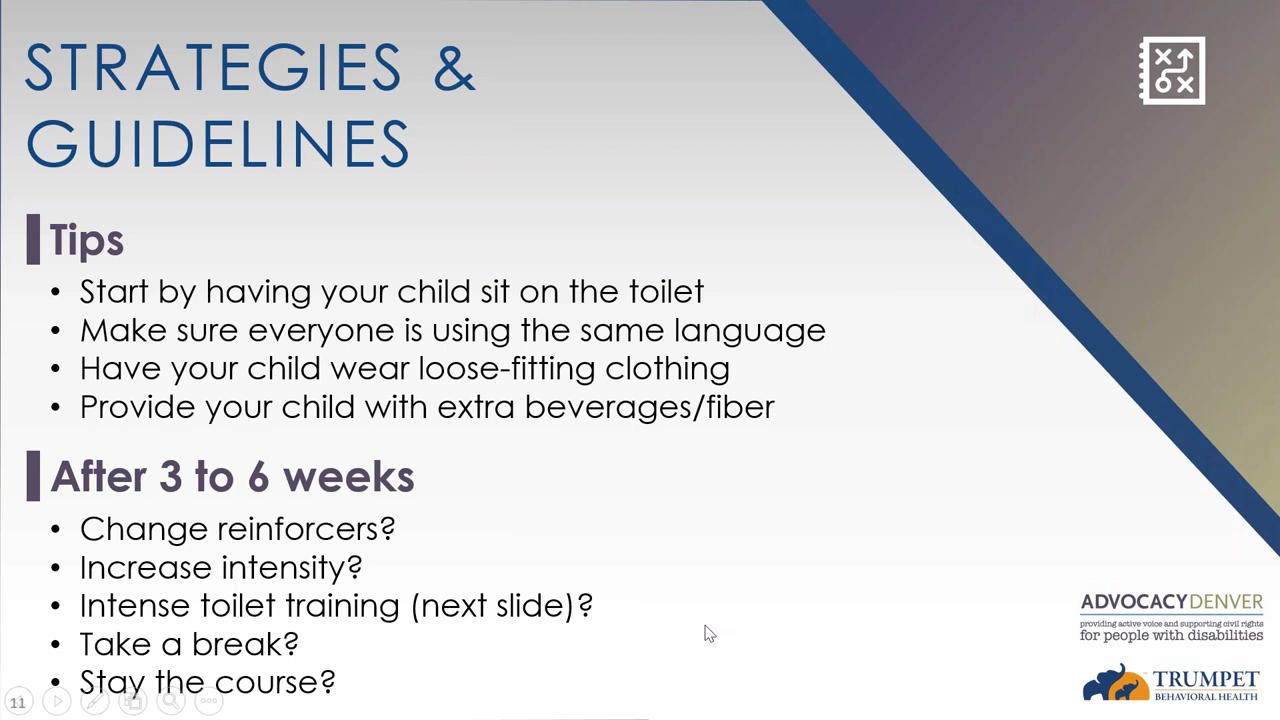 STRATEGIES &
GUIDELINES
Tips
• Start by having your child sit on the toilet
• Make sure everyone is using the same language
• Have your child wear loose-fitting clothing
• Provide your child with extra beverages/fiber
After 3 to 6 weeks
• Change reinforcers?
• Increase intensity?
• Intense toilet training (next slide)?
• Take a break?
• Stay the course?
11
ADVOCACYDENVER
providing active voice and supporting civil rights
for people with disabilities
TRUMPET
BEHAVIORAL HEALTH